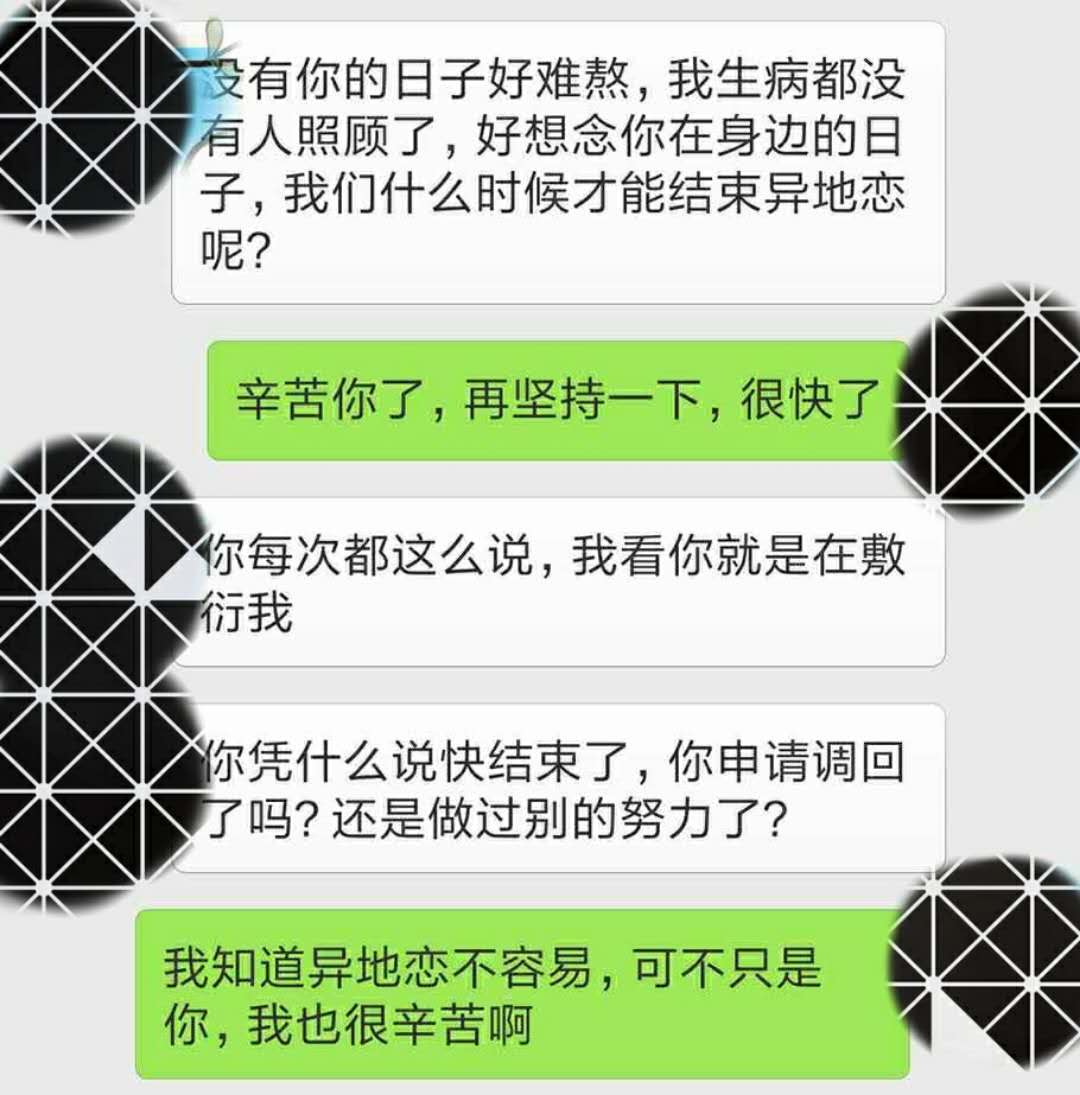 没有你的日子好难熬，我生病都没
有人照顾了，好想念你在身边的日
子，我们什么时候才能结束异地恋
呢？
辛苦你了，再坚持一下，很快了
你每次都这么说，我看你就是在敷
衍我
你凭什么说快结束了，你申请调回
了吗？还是做过别的努力了？
我知道异地恋不容易，可不只是
你，我也很辛苦啊